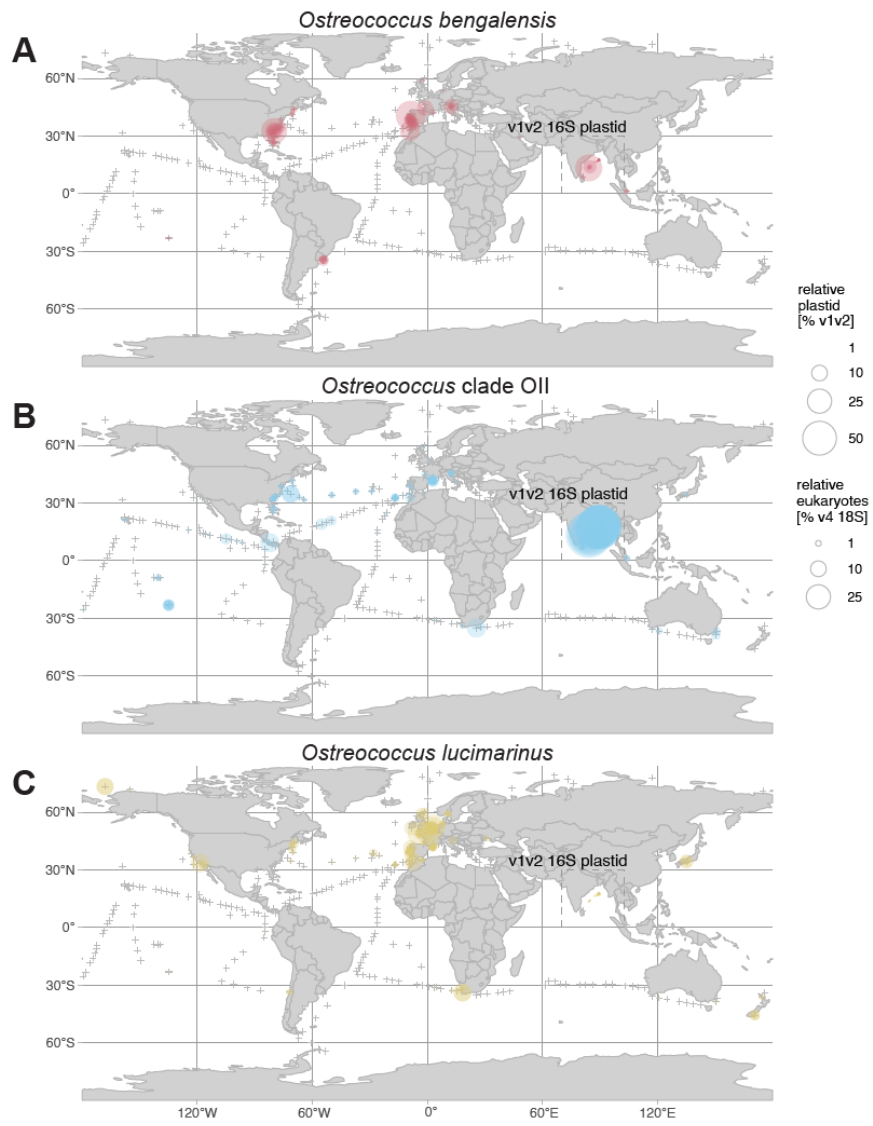 Ostreococcus bengalensis
A
60°N
30°N
0°
30°S
60°S
v1v2 16S plastid
Ostreococcus clade OII
B
60°N
30°N
0°
30°S
60°S
v1v2 16S plastid
relative
plastid
[% v1v2]
1
10
25
50
relative
eukaryotes
[% v4 18S]
1
10
25
Ostreococcus lucimarinus
C
60°N
30°N
0°
30°S
60°S
v1v2 16S plastid
120°W
60°W
0°
60°E
120°E